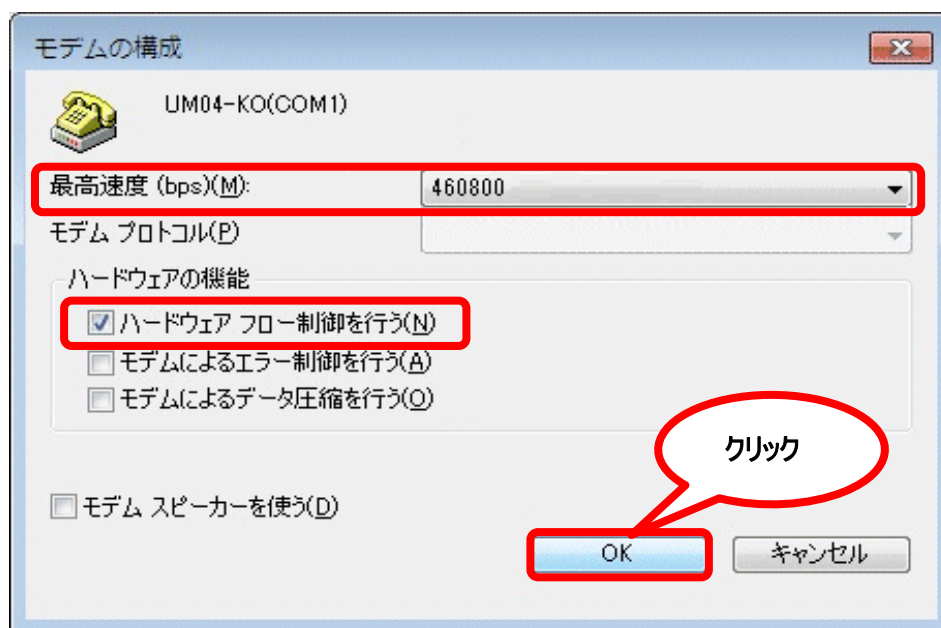 モデムの構成
UM04-KO(COM1)
最高速度 (bps)(M):
460800
モデム プロトコル(P)
ハードウェアの機能
ハードウェア フロー制御を行う(N)
モデムによるエラー制御を行う(A)
モデムによるデータ圧縮を行う(O)
クリック
モデム スピーカーを使う(D)
OK
キャンセル